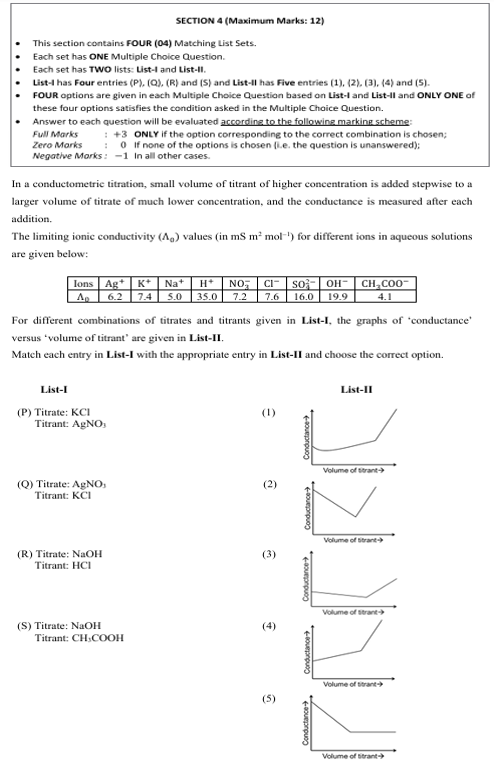 SECTION 4 (Maximum Marks: 12)
• This section contains FOUR (04) Matching List Sets.
• Each set has ONE Multiple Choice Question.
• Each set has TWO lists: List-I and List-II.
• List-I has Four entries (P), (Q), (R) and (S) and List-II has Five entries (1), (2), (3), (4) and (5).
• FOUR options are given in each Multiple Choice Question based on List-I and List-II and ONLY ONE of
these four options satisfies the condition asked in the Multiple Choice Question.
• Answer to each question will be evaluated according to the following marking scheme:
Full Marks : +3 ONLY if the option corresponding to the correct combination is chosen;
Zero Marks : 0 If none of the options is chosen (i.e. the question is unanswered);
Negative Marks : −1 In all other cases.
In a conductometric titration, small volume of titrant of higher concentration is added stepwise to a
larger volume of titrate of much lower concentration, and the conductance is measured after each
addition.
The limiting ionic conductivity (Λ₀) values (in mS m² mol⁻¹) for different ions in aqueous solutions
are given below:
Ions Ag⁺ K⁺ Na⁺ H⁺ NO₃⁻ Cl⁻ SO₄²⁻ OH⁻ CH₃COO⁻
Λ₀ 6.2 7.4 5.0 35.0 7.2 7.6 16.0 19.9 4.1
For different combinations of titrates and titrants given in List-I, the graphs of ‘conductance’
versus ‘volume of titrant’ are given in List-II.
Match each entry in List-I with the appropriate entry in List-II and choose the correct option.
List-I List-II
(P) Titrate: KCl
Titrant: AgNO₃
(1)
Conductance→
Volume of titrant→
(Q) Titrate: AgNO₃
Titrant: KCl
(2)
Conductance→
Volume of titrant→
(R) Titrate: NaOH
Titrant: HCl
(3)
Conductance→
Volume of titrant→
(S) Titrate: NaOH
Titrant: CH₃COOH
(4)
Conductance→
Volume of titrant→
(5)
Conductance→
Volume of titrant→